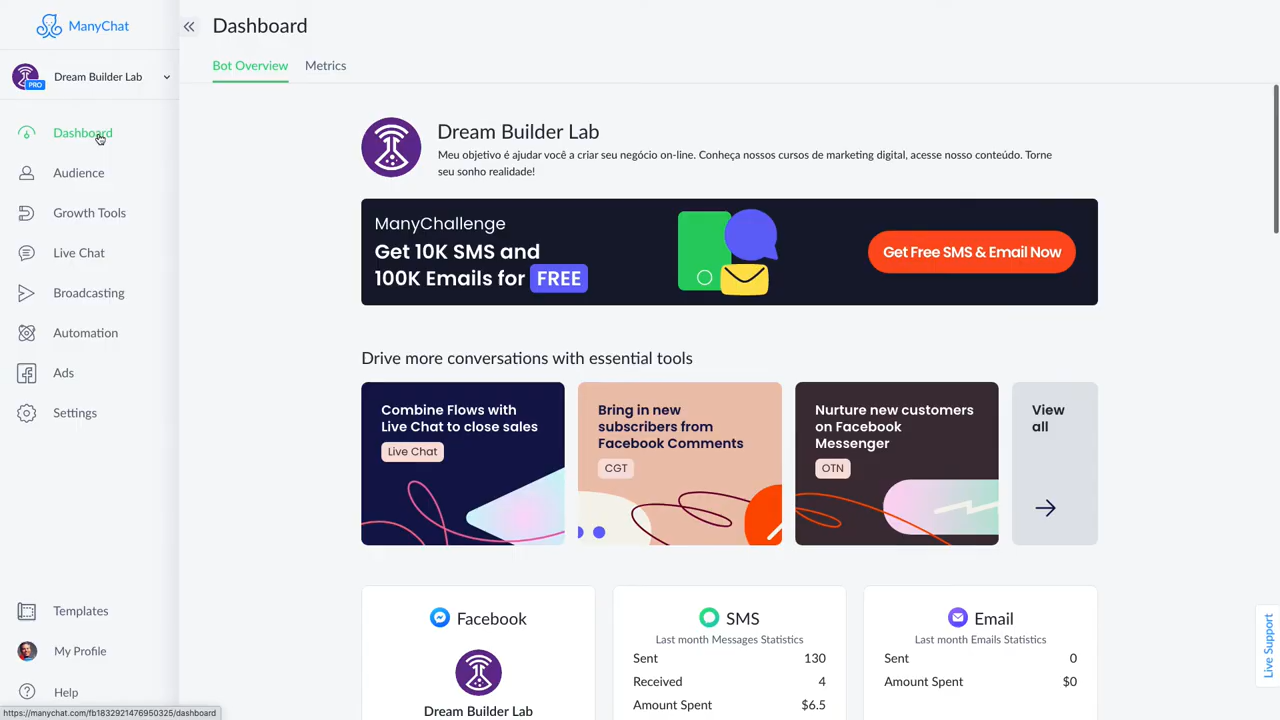 ManyChat
Dashboard
PRO
Dream Builder Lab
Bot Overview
Metrics
Dashboard
Audience
Growth Tools
Live Chat
Broadcasting
Automation
Ads
Settings
Templates
My Profile
Help
https://manychat.com/fb1832921476950325/dashboard
Dream Builder Lab
Meu objetivo é ajudar você a criar seu negócio on-line. Conheça nossos cursos de marketing digital, acesse nosso conteúdo. Torne
seu sonho realidade!
ManyChallenge
Get 10K SMS and
100K Emails for FREE
Get Free SMS & Email Now
Drive more conversations with essential tools
Combine Flows with
Live Chat to close sales
Live Chat
Bring in new
subscribers from
Facebook Comments
CGT
Nurture new customers
on Facebook
Messenger
OTN
View
all
Facebook
Dream Builder Lab
SMS
Last month Messages Statistics
Sent 130
Received 4
Amount Spent $6.5
Email
Last month Emails Statistics
Sent 0
Amount Spent $0
Live Support